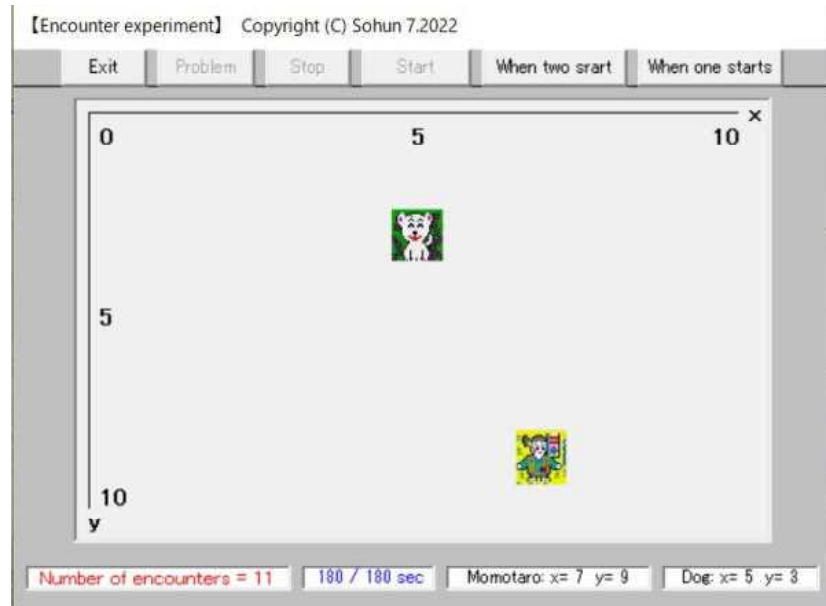 【Encounter experiment】 Copyright (C) Sohun 7.2022
Exit Problem Stop Start When two srart When one starts
x
0 5 10
5
10
y
Number of encounters = 11 180 / 180 sec Momotaro: x= 7 y= 9 Dog: x= 5 y= 3